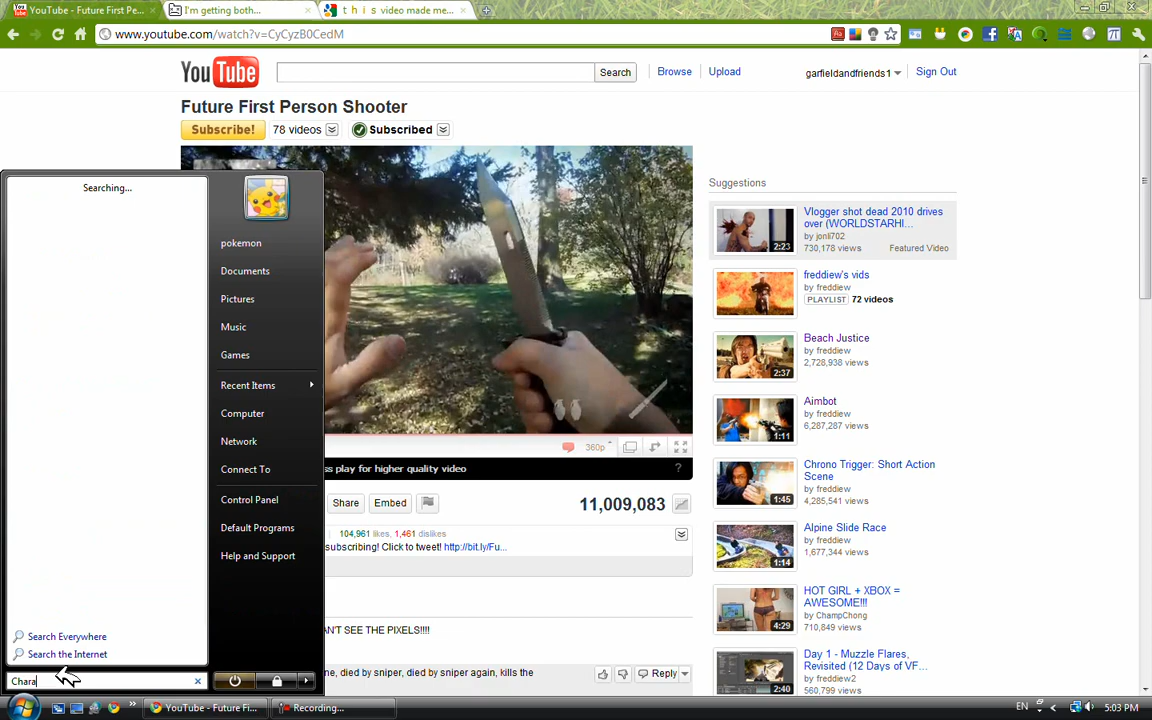 YouTube - Future First Pe...
I'm getting both...
t h i s video made me...
www.youtube.com/watch?v=CyCyzB0CedM
YouTube
Search
Browse
Upload
garfieldandfriends1
Sign Out
Future First Person Shooter
Subscribe!
78 videos
Subscribed
Suggestions
Vlogger shot dead 2010 drives
over (WORLDSTARHI...
by jonli702
730,178 views
Featured Video
2:23
freddiew's vids
by freddiew
PLAYLIST 72 videos
Beach Justice
by freddiew
2,728,938 views
2:37
Aimbot
by freddiew
6,287,287 views
1:11
Chrono Trigger: Short Action
Scene
by freddiew
4,285,541 views
1:45
Alpine Slide Race
by freddiew
1,677,344 views
1:14
HOT GIRL + XBOX =
AWESOME!!!
by ChampChong
710,849 views
4:29
Day 1 - Muzzle Flares,
Revisited (12 Days of VF...
by freddiew2
560,799 views
2:40
360p
ss play for higher quality video
?
Share
Embed
11,009,083
104,961 likes, 1,461 dislikes
subscribing! Click to tweet! http://bit.ly/Fu...
N'T SEE THE PIXELS!!!!
ne, died by sniper, died by sniper again, kills the
Reply
Searching...
pokemon
Documents
Pictures
Music
Games
Recent Items
Computer
Network
Connect To
Control Panel
Default Programs
Help and Support
Search Everywhere
Search the Internet
Chara
YouTube - Future Fi...
Recording...
EN
5:03 PM